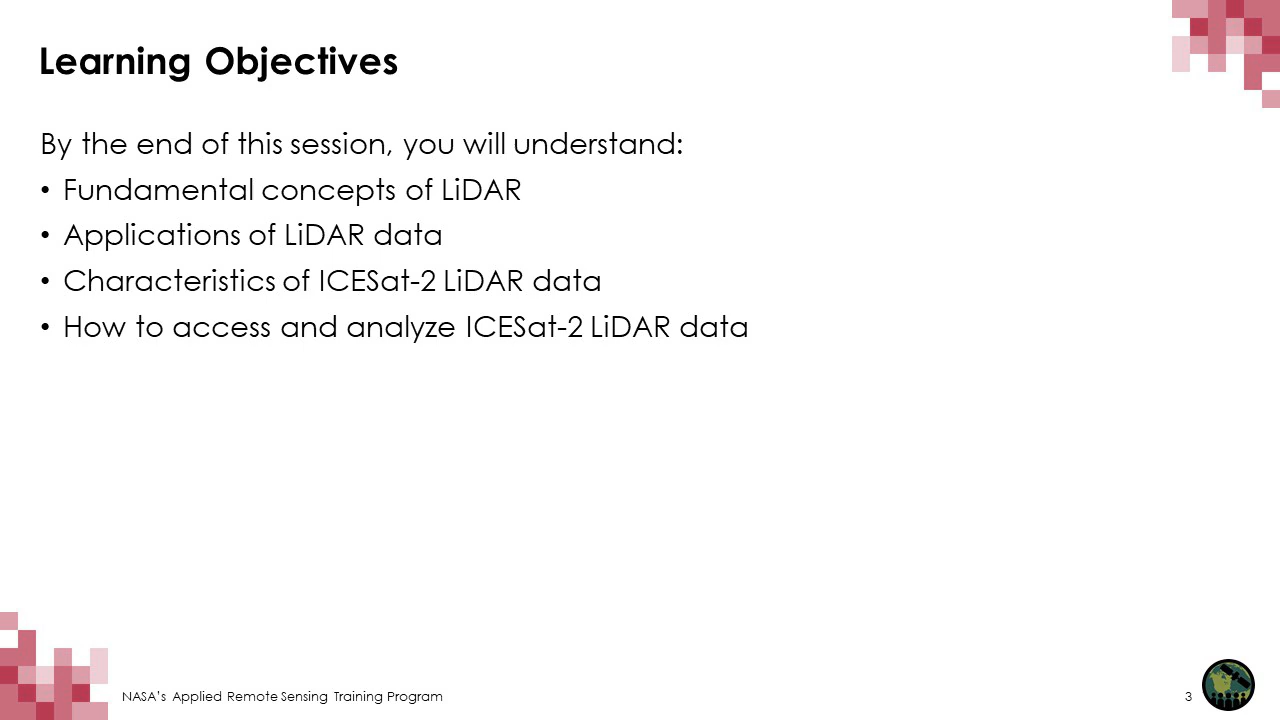 Learning Objectives
By the end of this session, you will understand:
• Fundamental concepts of LiDAR
• Applications of LiDAR data
• Characteristics of ICESat-2 LiDAR data
• How to access and analyze ICESat-2 LiDAR data
NASA's Applied Remote Sensing Training Program
3